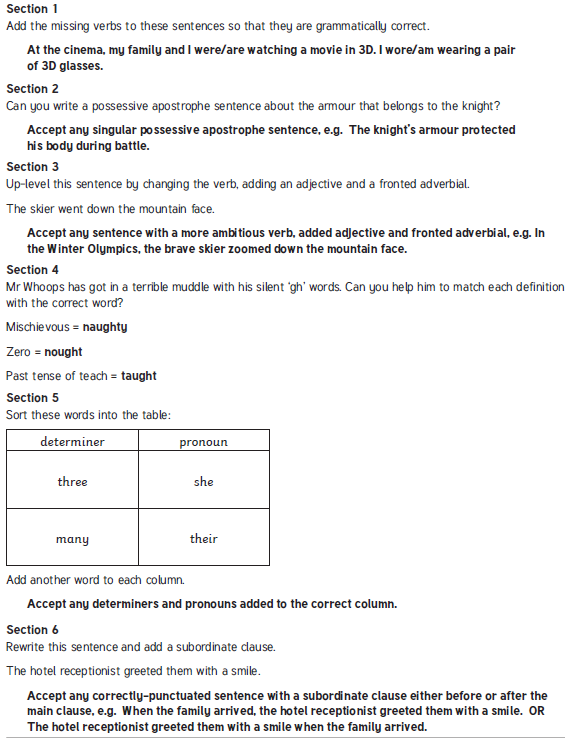 Section 1
Add the missing verbs to these sentences so that they are grammatically correct.
At the cinema, my family and I were/are watching a movie in 3D. I wore/am wearing a pair
of 3D glasses.
Section 2
Can you write a possessive apostrophe sentence about the armour that belongs to the knight?
Accept any singular possessive apostrophe sentence, e.g. The knight's armour protected
his body during battle.
Section 3
Up-level this sentence by changing the verb, adding an adjective and a fronted adverbial.
The skier went down the mountain face.
Accept any sentence with a more ambitious verb, added adjective and fronted adverbial, e.g. In
the Winter Olympics, the brave skier zoomed down the mountain face.
Section 4
Mr Whoops has got in a terrible muddle with his silent 'gh' words. Can you help him to match each definition
with the correct word?
Mischievous = naughty
Zero = nought
Past tense of teach = taught
Section 5
Sort these words into the table:
determiner pronoun
three she
many their
Add another word to each column.
Accept any determiners and pronouns added to the correct column.
Section 6
Rewrite this sentence and add a subordinate clause.
The hotel receptionist greeted them with a smile.
Accept any correctly-punctuated sentence with a subordinate clause either before or after the
main clause, e.g. When the family arrived, the hotel receptionist greeted them with a smile. OR
The hotel receptionist greeted them with a smile when the family arrived.